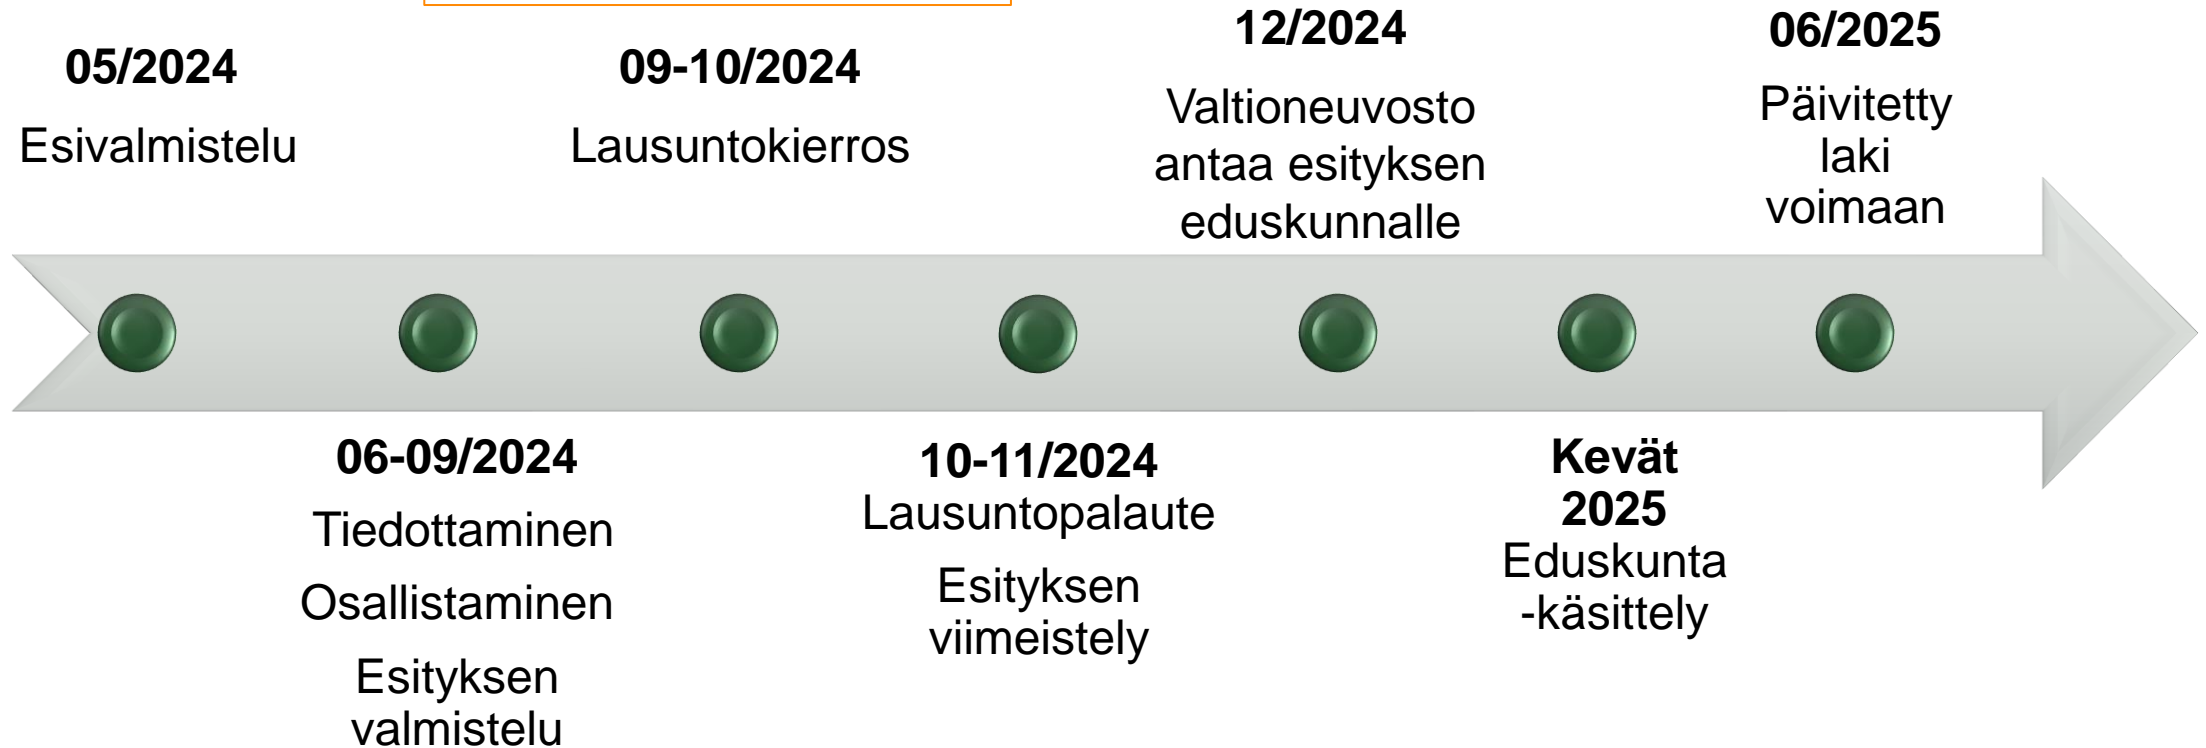 05/2024
Esivalmistelu
06-09/2024
Tiedottaminen
Osallistaminen
Esityksen
valmistelu
09-10/2024
Lausuntokierros
10-11/2024
Lausuntopalaute
Esityksen
viimeistely
12/2024
Valtioneuvosto
antaa esityksen
eduskunnalle
Kevät
2025
Eduskunta
-käsittely
06/2025
Päivitetty
laki
voimaan